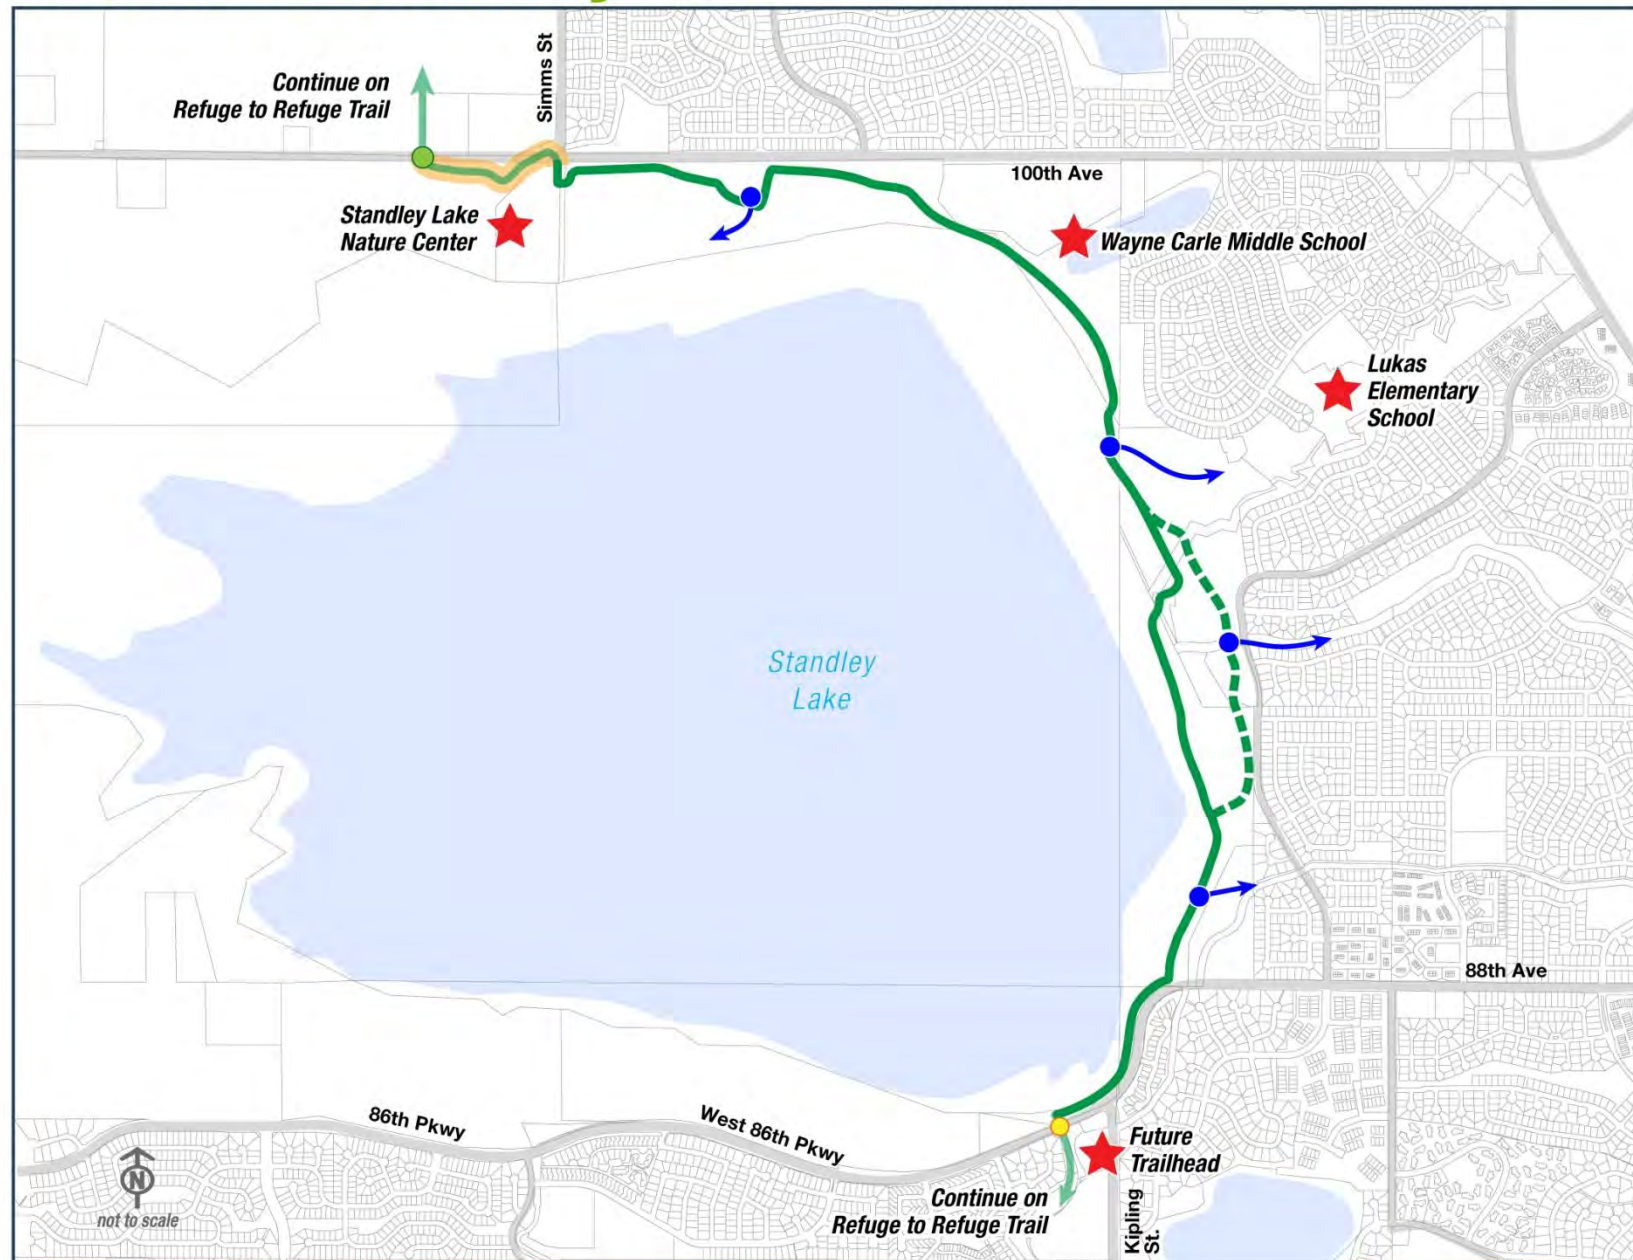 Simms St
Continue on
Refuge to Refuge Trail
100th Ave
Standley Lake
Nature Center
Wayne Carle Middle School
Lukas
Elementary
School
Standley
Lake
88th Ave
86th Pkwy
West 86th Pkwy
Future
Trailhead
N
not to scale
Continue on
Refuge to Refuge Trail
Kipling
St.